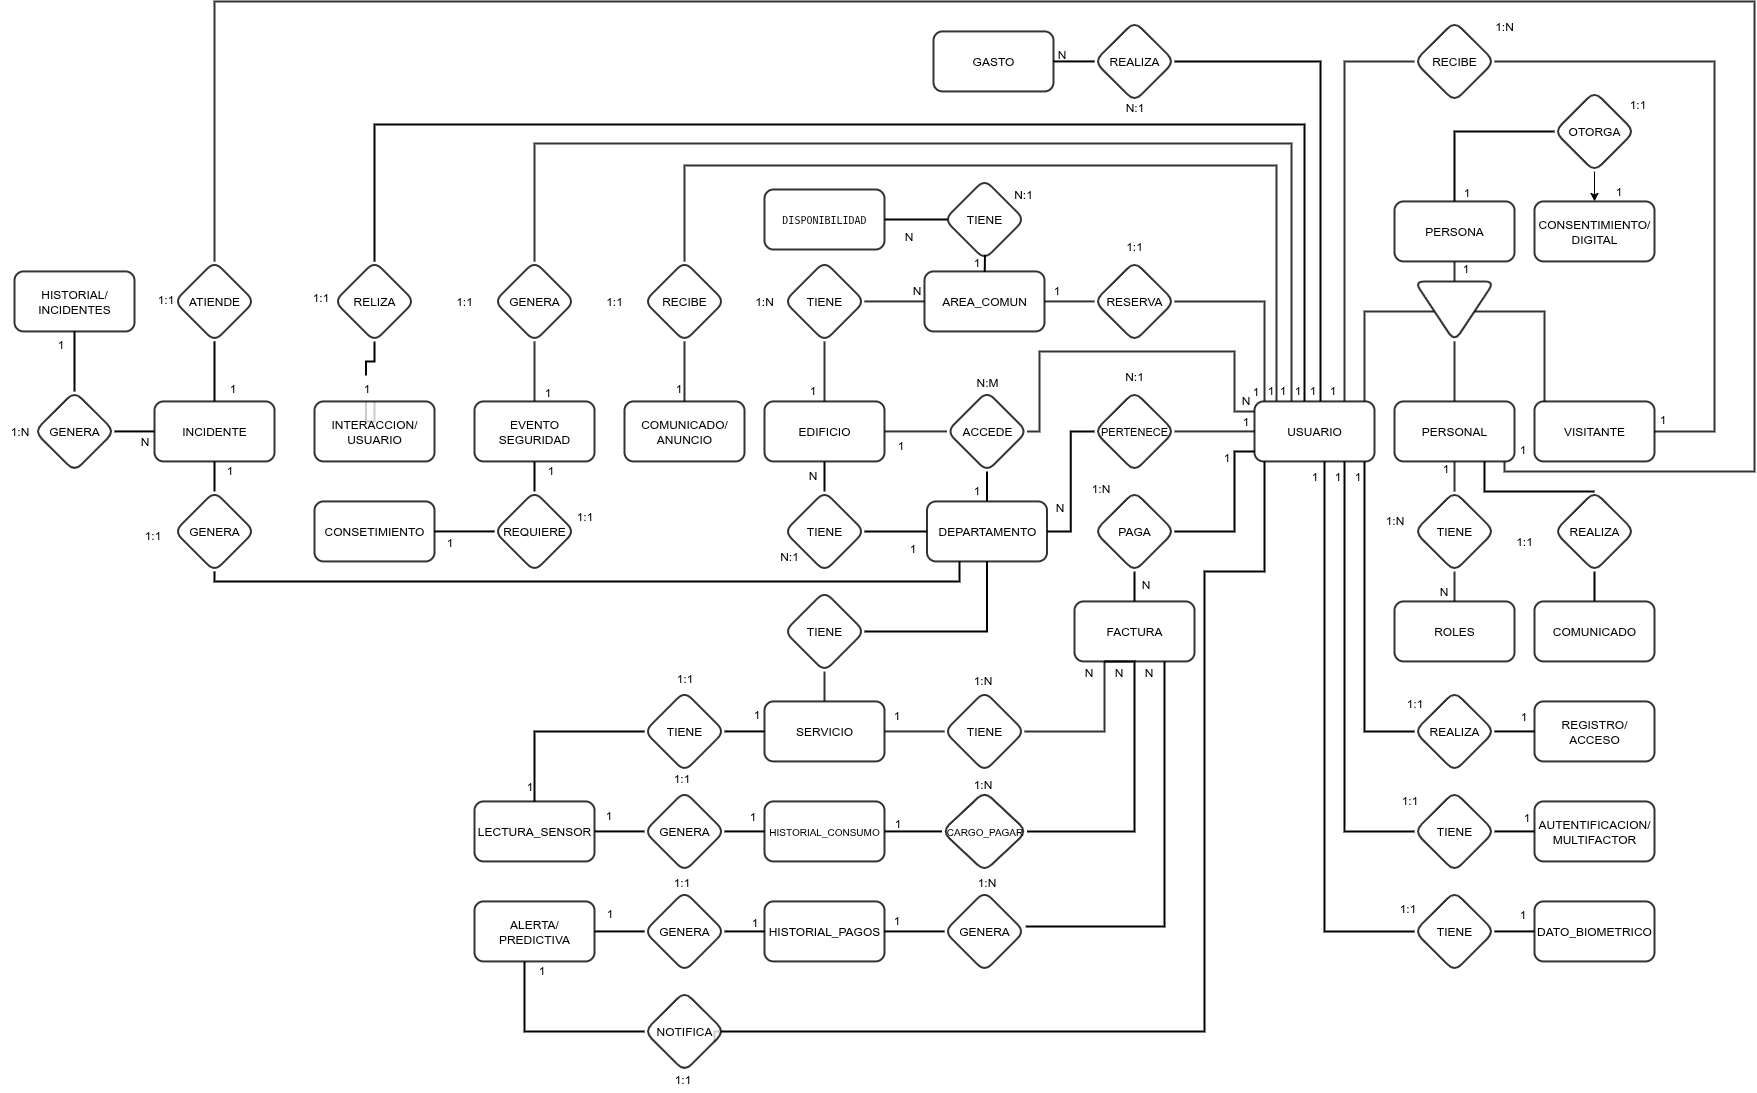 1:N
GASTO
N
REALIZA
RECIBE
N:1
1:1
OTORGA
1
1
PERSONA
CONSENTIMIENTO/
DIGITAL
1
DISPONIBILIDAD
N
TIENE
N:1
1
HISTORIAL/
INCIDENTES
1
1:1
ATIENDE
1
1:1
RELIZA
1
1:1
GENERA
1
1:1
RECIBE
1
1:N
TIENE
1
N
AREA_COMUN
1
1:1
RESERVA
1:N
GENERA
N
INCIDENTE
1
INTERACCION/
USUARIO
EVENTO
SEGURIDAD
1
COMUNICADO/
ANUNCIO
EDIFICIO
1
N
N:M
ACCEDE
1
N:1
PERTENECE
N
1
1
1
1
1
1
1
1
USUARIO
1
1
1
PERSONAL
1
1
VISITANTE
1
1:1
GENERA
CONSETIMIENTO
1
REQUIERE
1:1
TIENE
N:1
1
DEPARTAMENTO
N
1:N
PAGA
N
1:N
TIENE
N
1:1
REALIZA
TIENE
FACTURA
N
N
N
ROLES
COMUNICADO
1:1
TIENE
1
1
SERVICIO
1
1:N
TIENE
1:1
REALIZA
1
REGISTRO/
ACCESO
LECTURA_SENSOR
1
1:1
GENERA
1
HISTORIAL_CONSUMO
1
1:N
CARGO_PAGAR
1:1
TIENE
1
AUTENTIFICACION/
MULTIFACTOR
ALERTA/
PREDICTIVA
1
1
1:1
GENERA
1
HISTORIAL_PAGOS
1
1:N
GENERA
1:1
TIENE
1
DATO_BIOMETRICO
NOTIFICA
1:1